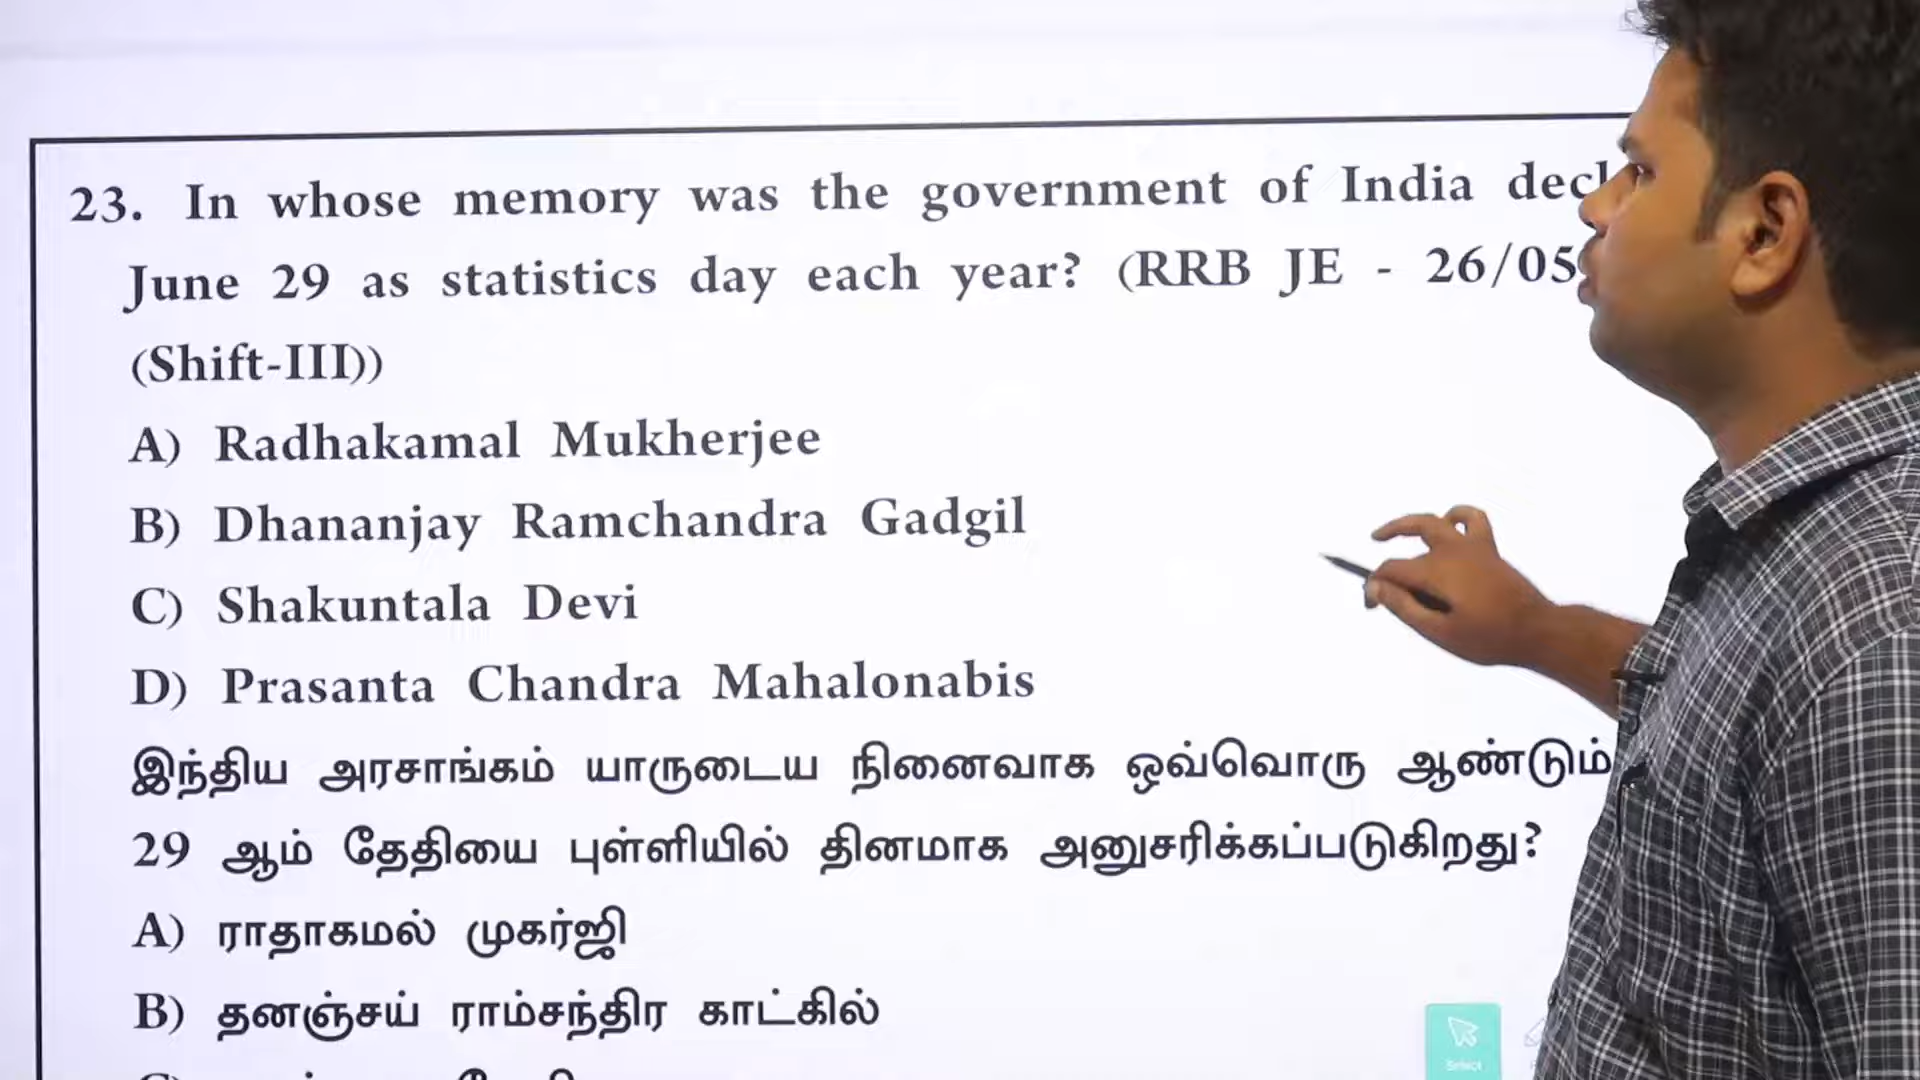 23. In whose memory was the government of India
June 29 as statistics day each year? (RRB JE - 26/05
(Shift-III))
A) Radhakamal Mukherjee
B) Dhananjay Ramchandra Gadgil
C) Shakuntala Devi
D) Prasanta Chandra Mahalonabis
இந்திய அரசாங்கம் யாருடைய நினைவாக ஒவ்வொரு ஆண்டும்
29 ஆம் தேதியை புள்ளியில் தினமாக அனுசரிக்கப்படுகிறது?
A) ராதாகமல் முகர்ஜி
B) தனஞ்சய் ராம்சந்திர காட்கில்
Select